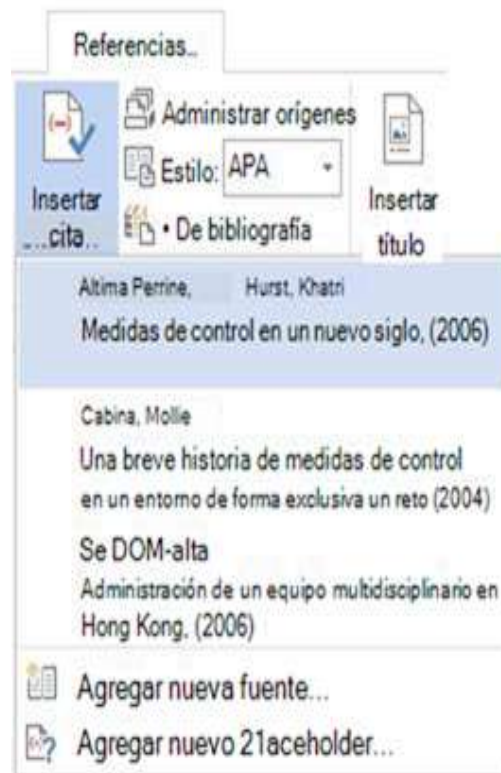 Referencias..
Administrar orígenes
Estilo: APA
• De bibliografía
Insertar
...cita..
Insertar
título
Altima Perrine, Hurst, Khatri
Medidas de control en un nuevo siglo, (2006)
Cabina, Mollie
Una breve historia de medidas de control
en un entorno de forma exclusiva un reto (2004)
Se DOM-alta
Administración de un equipo multidisciplinario en
Hong Kong, (2006)
Agregar nueva fuente...
Agregar nuevo 21aceholder...